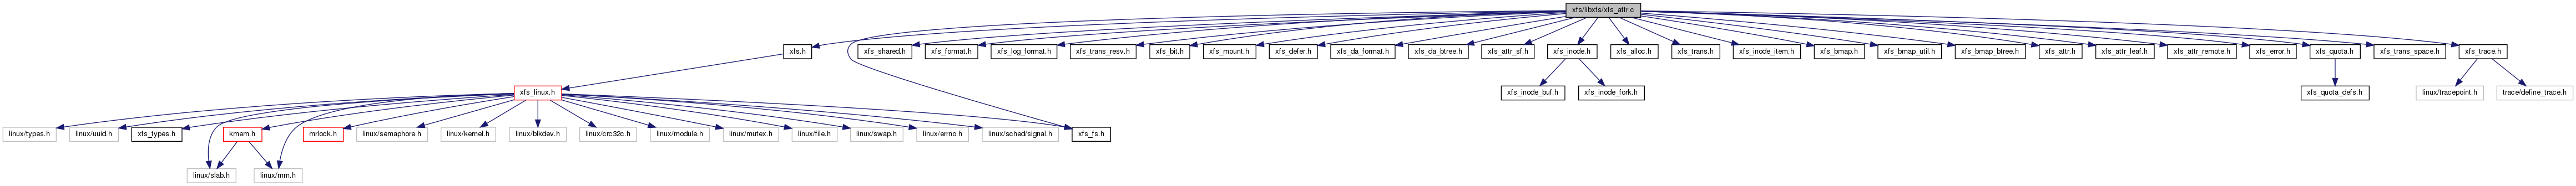 xfs/libxfs/xfs_attr.c
xfs.h
xfs_shared.h
xfs_format.h
xfs_log_format.h
xfs_trans_resv.h
xfs_bit.h
xfs_mount.h
xfs_defer.h
xfs_da_format.h
xfs_da_btree.h
xfs_attr_sf.h
xfs_inode.h
xfs_alloc.h
xfs_trans.h
xfs_inode_item.h
xfs_bmap.h
xfs_bmap_util.h
xfs_bmap_btree.h
xfs_attr.h
xfs_attr_leaf.h
xfs_attr_remote.h
xfs_error.h
xfs_quota.h
xfs_trans_space.h
xfs_trace.h
xfs_linux.h
xfs_inode_buf.h
xfs_inode_fork.h
xfs_quota_defs.h
linux/tracepoint.h
trace/define_trace.h
linux/types.h
linux/uuid.h
xfs_types.h
kmem.h
mrlock.h
linux/semaphore.h
linux/kernel.h
linux/blkdev.h
linux/crc32c.h
linux/module.h
linux/mutex.h
linux/file.h
linux/swap.h
linux/errno.h
linux/sched/signal.h
xfs_fs.h
linux/slab.h
linux/mm.h